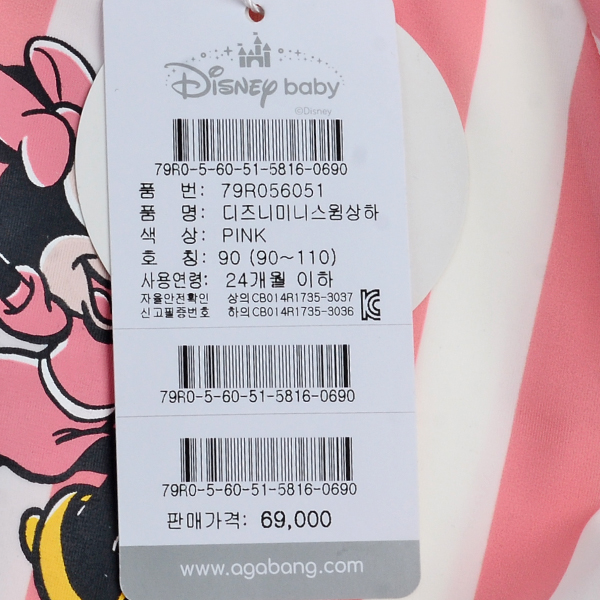 Disney baby
©Disney
79R0-5-60-51-5816-0690
품 번: 79R056051
품 명: 디즈니미니스윔상하
색 상: PINK
호 칭: 90 (90~110)
사용연령: 24개월 이하
자율안전확인 상의CB014R1735-3037
신고필증번호 하의CB014R1735-3036
79R0-5-60-51-5816-0690
79R0-5-60-51-5816-0690
판매가격: 69,000
www.agabang.com